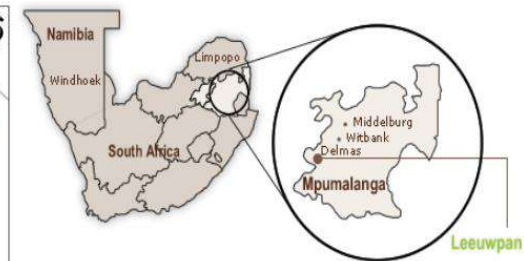 Namibia
Limpopo
Windhoek
South Africa
Middelburg
Witbank
Delmas
Mpumalanga
Leeuwpan